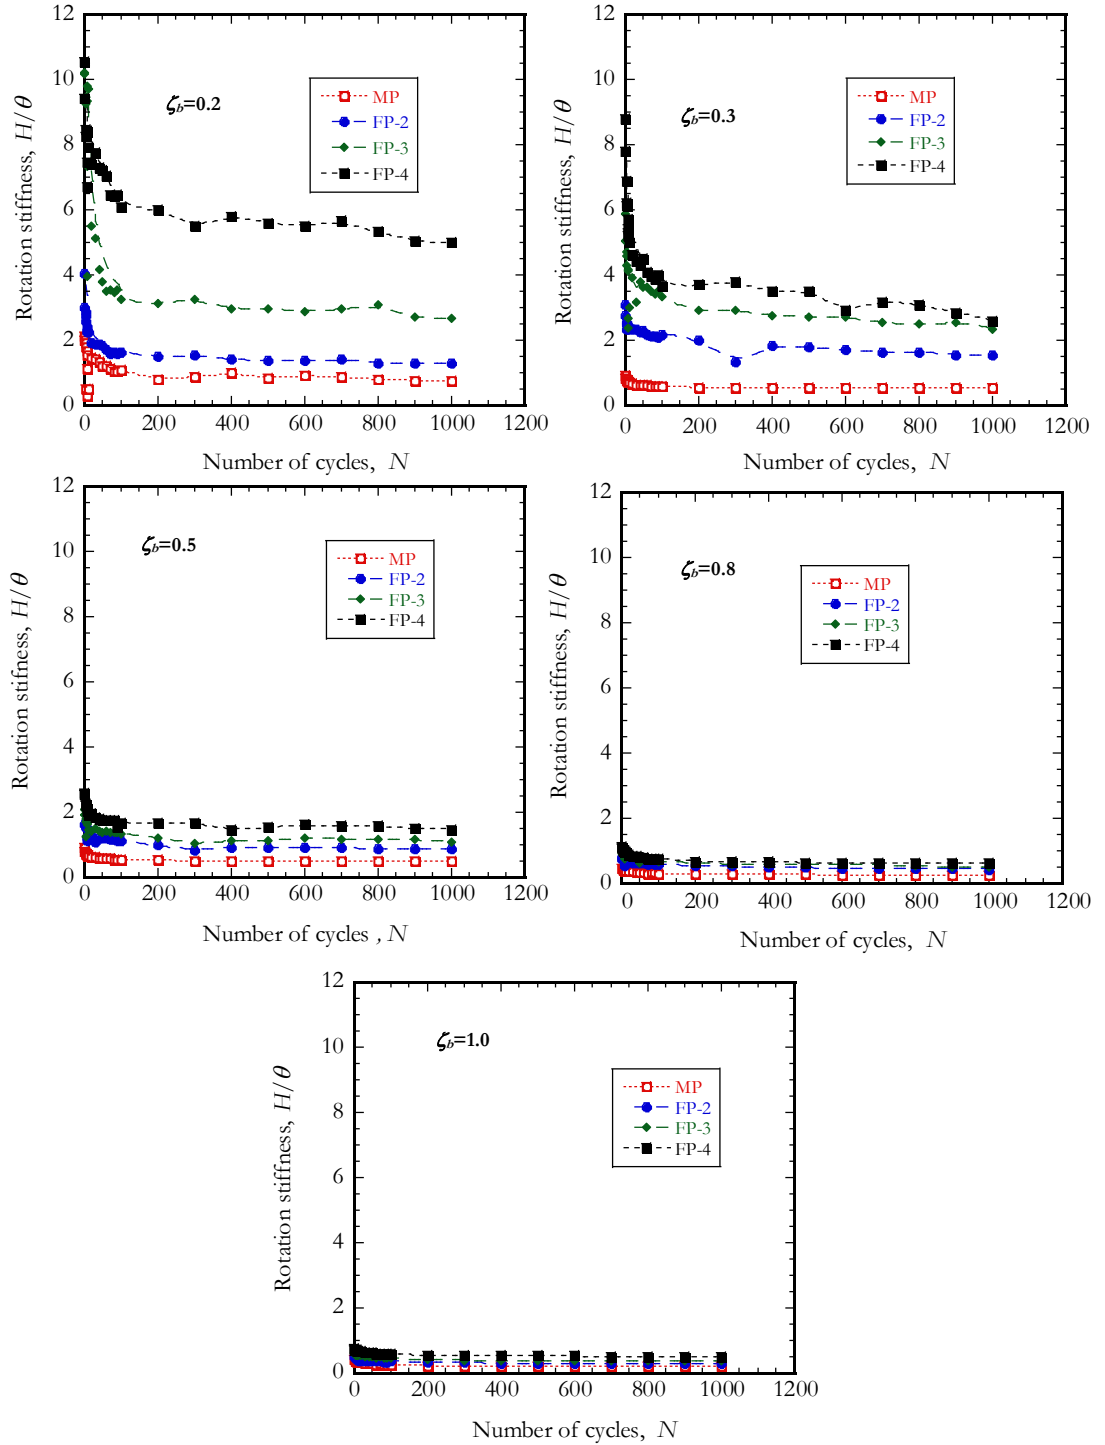 12
10
8
6
4
2
0
Rotation stiffness, H/θ
ζb=0.2
MP
FP-2
FP-3
FP-4
0 200 400 600 800 1000 1200
Number of cycles, N
12
10
8
6
4
2
0
Rotation stiffness, H/θ
ζb=0.3
MP
FP-2
FP-3
FP-4
0 200 400 600 800 1000 1200
Number of cycles, N
12
10
8
6
4
2
0
Rotation stifness, H/θ
ζb=0.5
MP
FP-2
FP-3
FP-4
0 200 400 600 800 1000 1200
Number of cycles , N
12
10
8
6
4
2
0
Rotation stiffness, H/θ
ζb=0.8
MP
FP-2
FP-3
FP-4
0 200 400 600 800 1000 1200
Number of cycles, N
12
10
8
6
4
2
0
Rotation stiffness, H/θ
ζb=1.0
MP
FP-2
FP-3
FP-4
0 200 400 600 800 1000 1200
Number of cycles, N